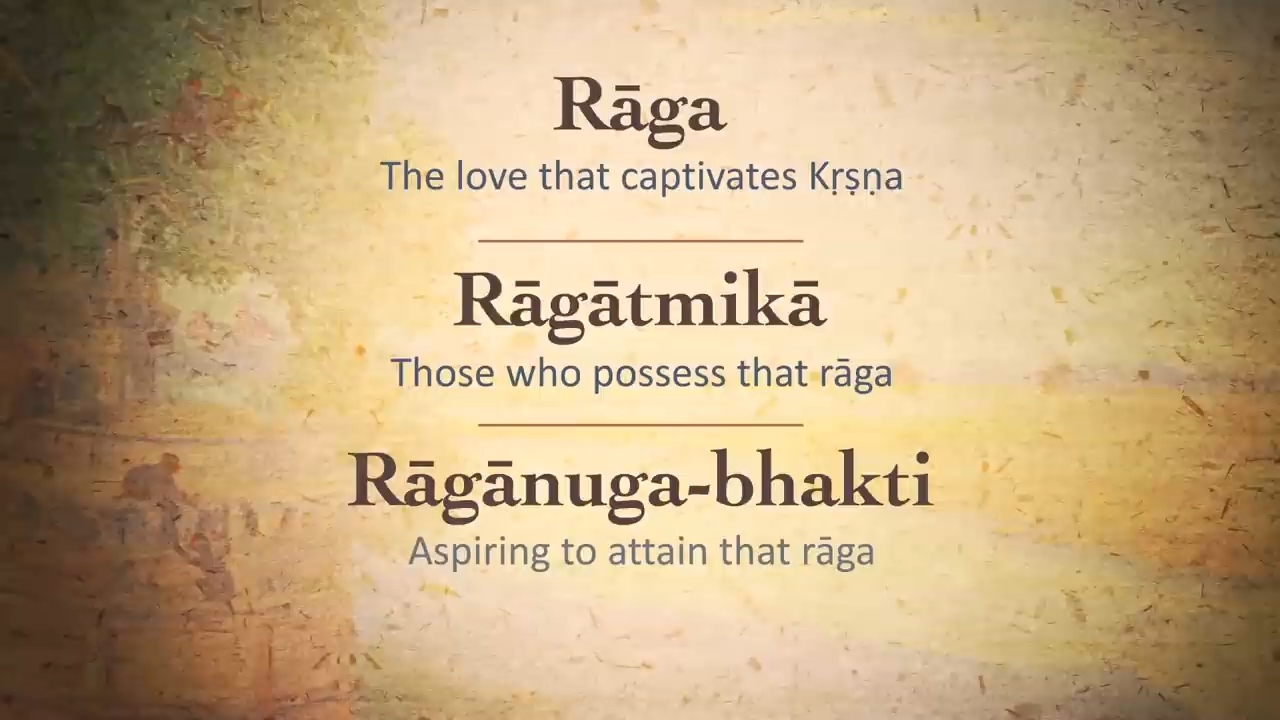 Rāga
The love that captivates Kṛṣṇa
Rāgātmikā
Those who possess that rāga
Rāgānuga-bhakti
Aspiring to attain that rāga